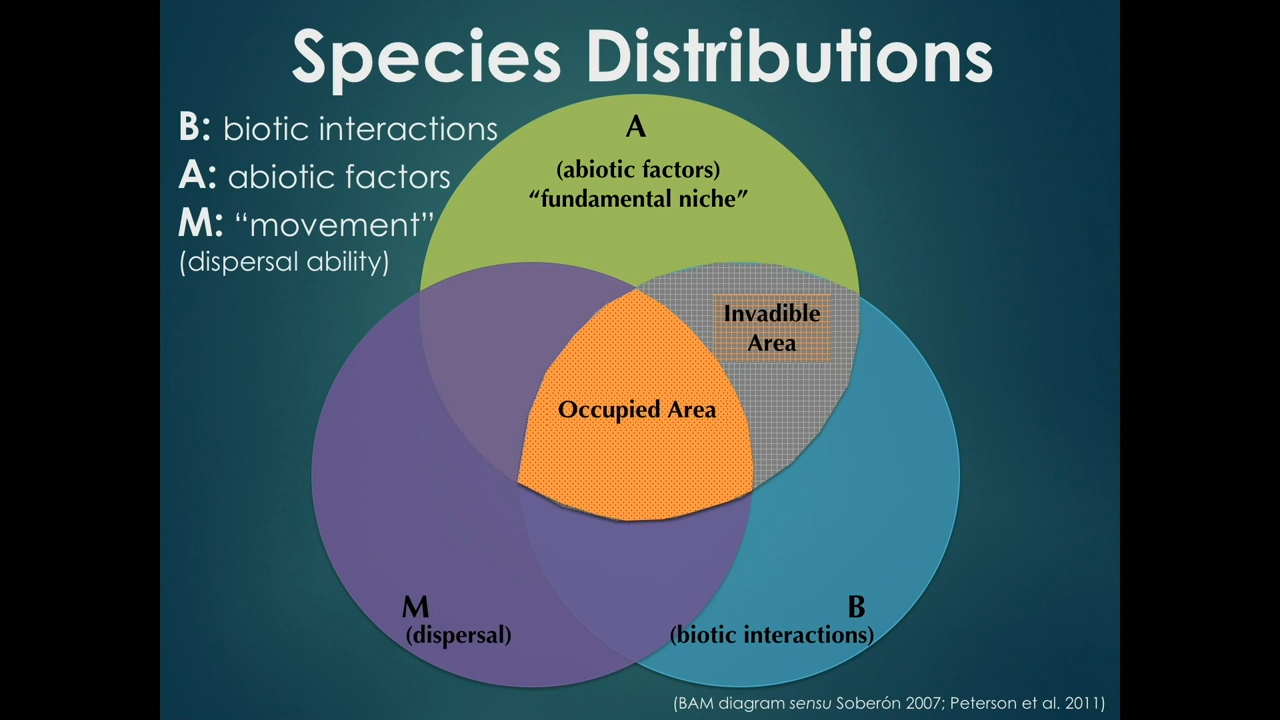 Species Distributions
B: biotic interactions
A: abiotic factors
M: “movement”
(dispersal ability)
A
(abiotic factors)
“fundamental niche”
Invadible
Area
Occupied Area
M
(dispersal)
B
(biotic interactions)
(BAM diagram sensu Soberón 2007; Peterson et al. 2011)